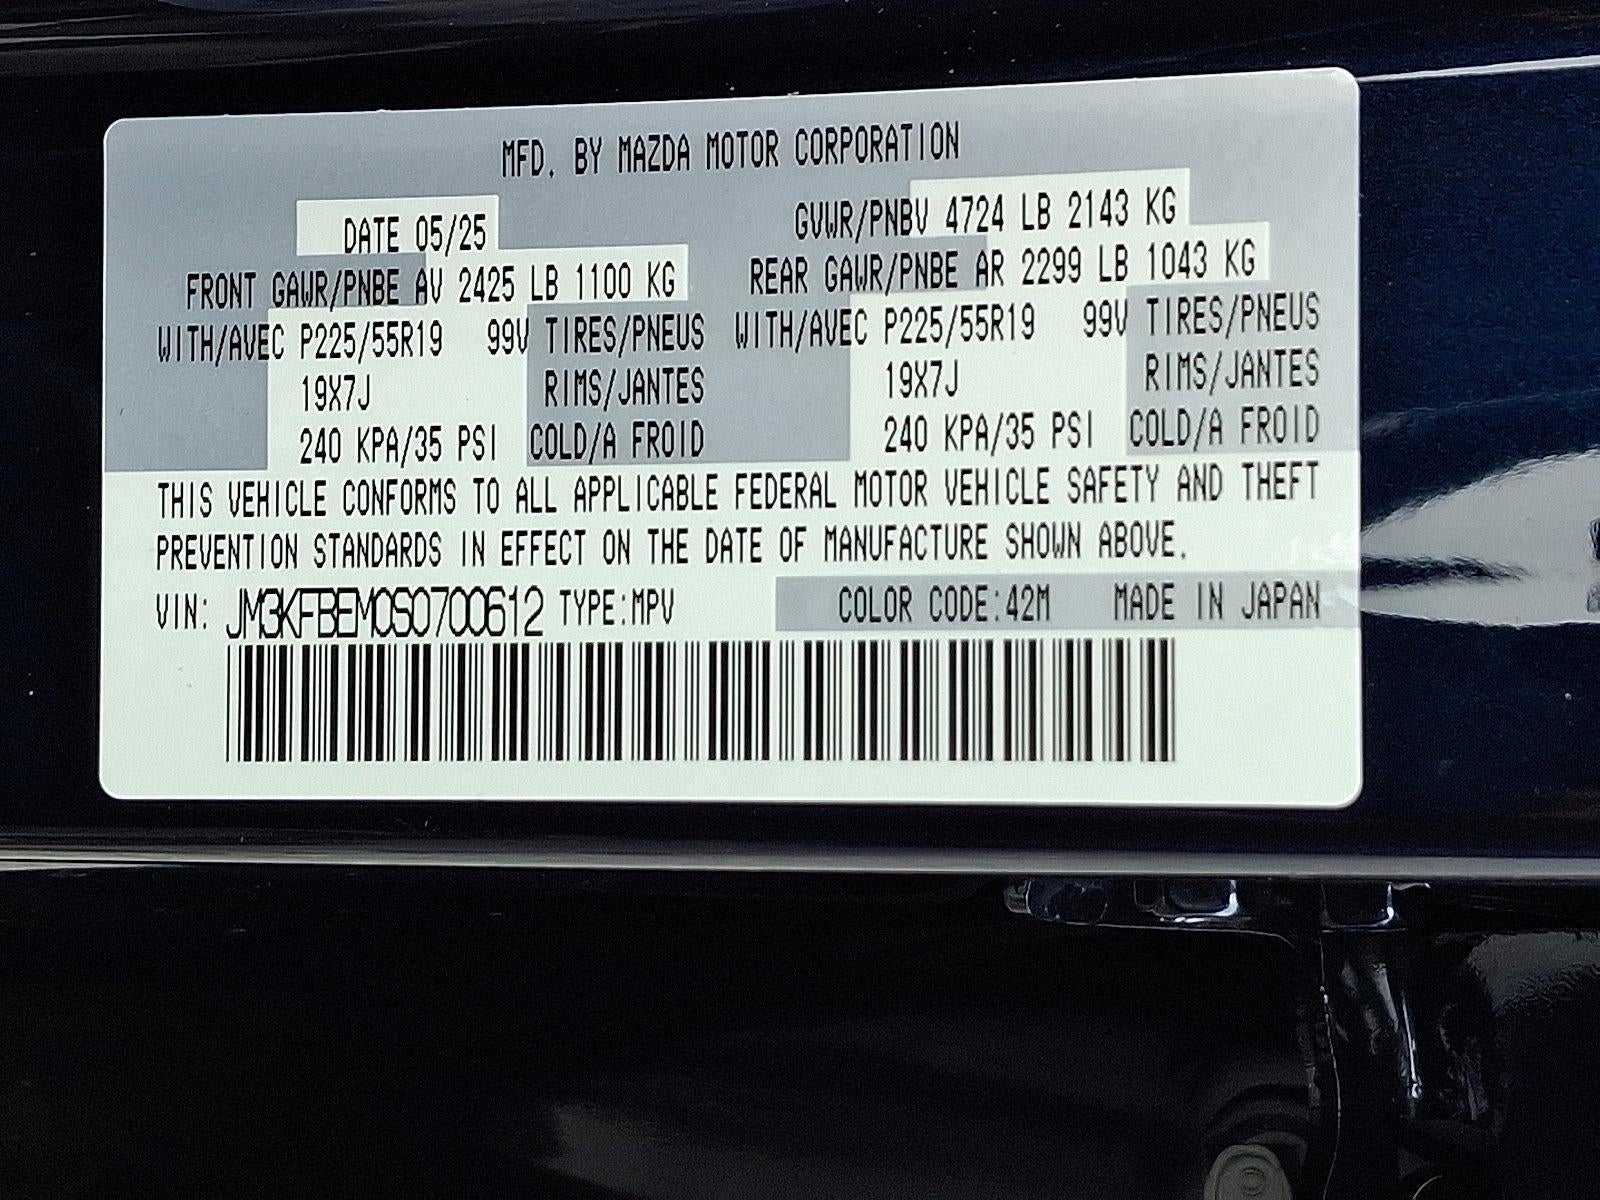 MFD. BY MAZDA MOTOR CORPORATION
DATE 05/25 GVWR/PNBV 4724 LB 2143 KG
FRONT GAWR/PNBE AV 2425 LB 1100 KG REAR GAWR/PNBE AR 2299 LB 1043 KG
WITH/AVEC P225/55R19 99V TIRES/PNEUS WITH/AVEC P225/55R19 99V TIRES/PNEUS
19X7J RIMS/JANTES 19X7J RIMS/JANTES
240 KPA/35 PSI COLD/A FROID 240 KPA/35 PSI COLD/A FROID
THIS VEHICLE CONFORMS TO ALL APPLICABLE FEDERAL MOTOR VEHICLE SAFETY AND THEFT
PREVENTION STANDARDS IN EFFECT ON THE DATE OF MANUFACTURE SHOWN ABOVE.
VIN: JM3KFBEM0S0700612 TYPE:MPV COLOR CODE:42M MADE IN JAPAN